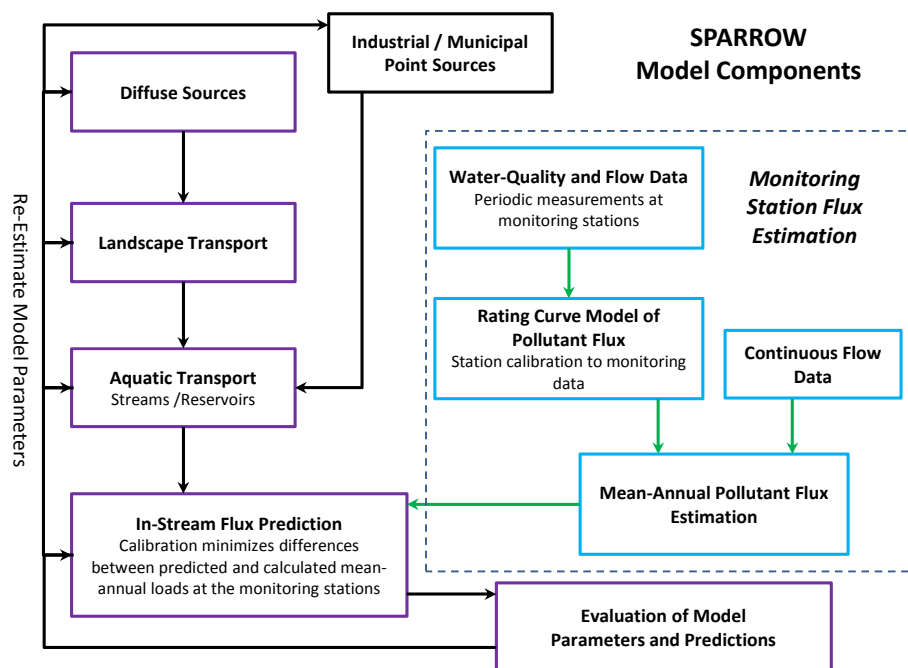 SPARROW
Model Components
Industrial / Municipal
Point Sources
Diffuse Sources
Landscape Transport
Aquatic Transport
Streams /Reservoirs
In-Stream Flux Prediction
Calibration minimizes differences
between predicted and calculated mean-
annual loads at the monitoring stations
Re-Estimate Model Parameters
Water-Quality and Flow Data
Periodic measurements at
monitoring stations
Monitoring
Station Flux
Estimation
Rating Curve Model of
Pollutant Flux
Station calibration to monitoring
data
Continuous Flow
Data
Mean-Annual Pollutant Flux
Estimation
Evaluation of Model
Parameters and Predictions